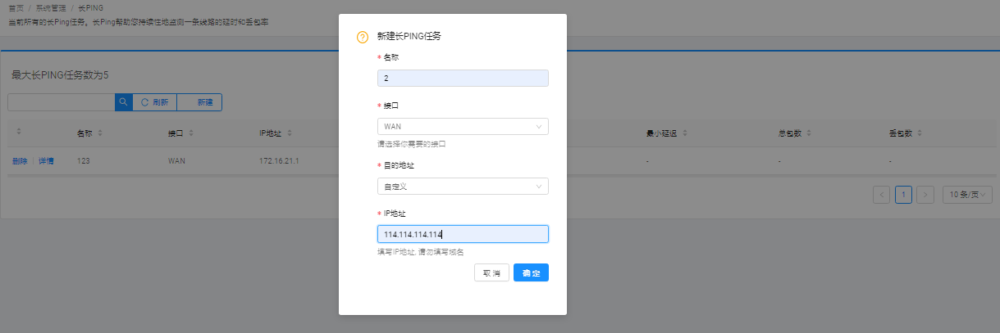 首页 / 系统管理 / 长PING
当前所有的长Ping任务。长Ping帮助您持续性地监测一条线路的延时和丢包率
最大长PING任务数为5
刷新 新建
名称 接口 IP地址 最小延迟 总包数 丢包数
删除 详情 123 WAN 172.16.21.1 - - -
1 10 条/页
新建长PING任务
* 名称
2
* 接口
WAN
请选择你需要的接口
* 目的地址
自定义
* IP地址
114.114.114.114
填写IP地址, 请勿填写域名
取 消 确 定